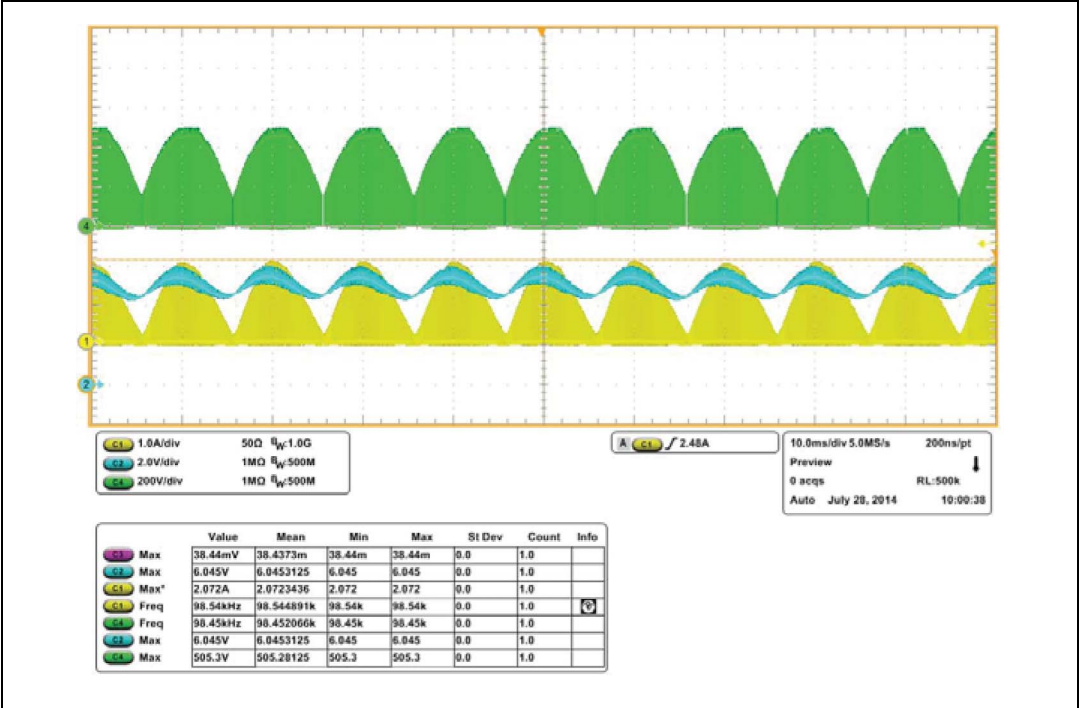 4
1
2
C1 1.0A/div 50Ω BW:1.0G
C2 2.0V/div 1MΩ BW:500M
C4 200V/div 1MΩ BW:500M
A C1 2.48A
10.0ms/div 5.0MS/s 200ns/pt
Preview
0 acqs RL:500k
Auto July 28, 2014 10:00:38
Value Mean Min Max St Dev Count Info
C3 Max 38.44mV 38.4373m 38.44m 38.44m 0.0 1.0
C2 Max 6.045V 6.0453125 6.045 6.045 0.0 1.0
C1 Max* 2.072A 2.0723436 2.072 2.072 0.0 1.0
C1 Freq 98.54kHz 98.544891k 98.54k 98.54k 0.0 1.0
C4 Freq 98.45kHz 98.452066k 98.45k 98.45k 0.0 1.0
C2 Max 6.045V 6.0453125 6.045 6.045 0.0 1.0
C4 Max 505.3V 505.28125 505.3 505.3 0.0 1.0